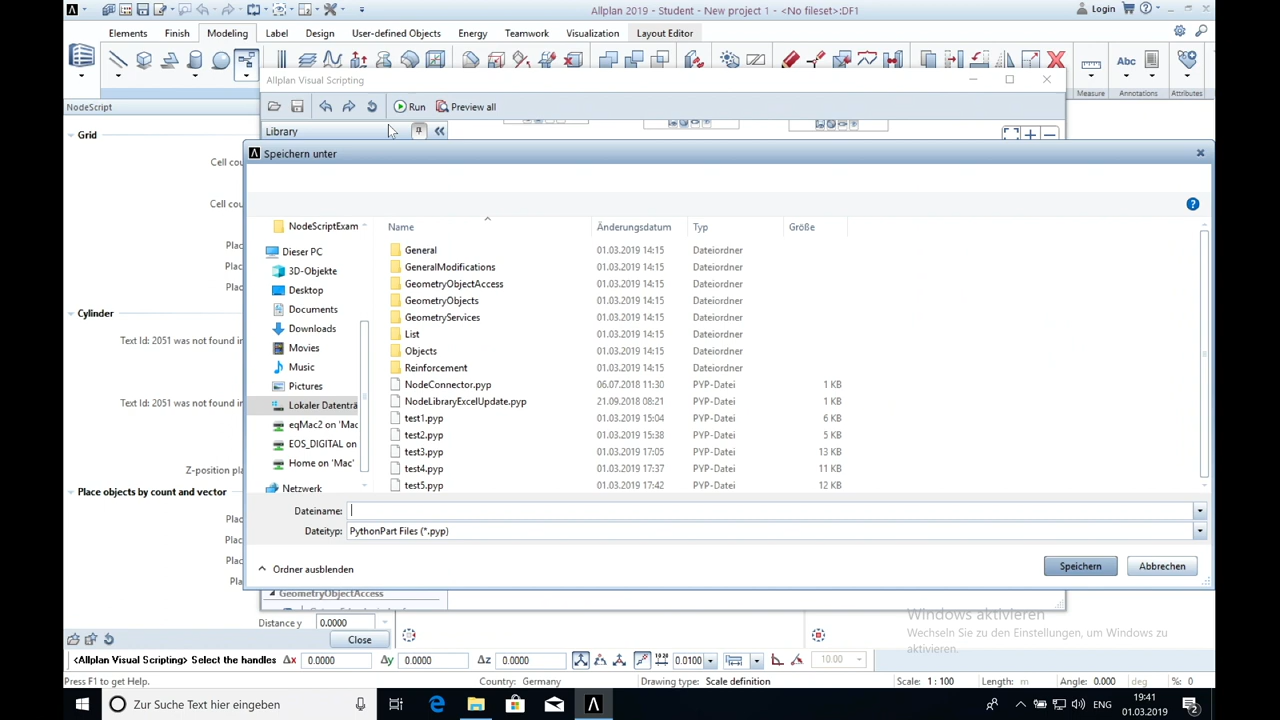 Allplan 2019 - Student - New project 1 - <No fileset>:DF1
Login
Elements Finish Modeling Label Design User-defined Objects Energy Teamwork Visualization Layout Editor
Abc
Measure Annotations Attributes
Allplan Visual Scripting
NodeScript
Run Preview all
Library
Grid
Speichern unter
Cell cou
Cell cou
Pla
Pla
Pla
Cylinder
Text Id: 2051 was not found in
Text Id: 2051 was not found in
Z-position pla
Place objects by count and vector
Pla
Pla
Pla
Pla
Name Änderungsdatum Typ Größe
NodeScriptExam
Dieser PC
3D-Objekte
Desktop
Documents
Downloads
Movies
Music
Pictures
Lokaler Datenträ
eqMac2 on 'Mac
EOS_DIGITAL on
Home on 'Mac'
Netzwerk
General 01.03.2019 14:15 Dateiordner
GeneralModifications 01.03.2019 14:15 Dateiordner
GeometryObjectAccess 01.03.2019 14:15 Dateiordner
GeometryObjects 01.03.2019 14:15 Dateiordner
GeometryServices 01.03.2019 14:15 Dateiordner
List 01.03.2019 14:15 Dateiordner
Objects 01.03.2019 14:15 Dateiordner
Reinforcement 01.03.2019 14:15 Dateiordner
NodeConnector.pyp 06.07.2018 11:30 PYP-Datei 1 KB
NodeLibraryExcelUpdate.pyp 21.09.2018 08:21 PYP-Datei 1 KB
test1.pyp 01.03.2019 15:04 PYP-Datei 6 KB
test2.pyp 01.03.2019 15:38 PYP-Datei 5 KB
test3.pyp 01.03.2019 17:05 PYP-Datei 13 KB
test4.pyp 01.03.2019 17:37 PYP-Datei 11 KB
test5.pyp 01.03.2019 17:42 PYP-Datei 12 KB
Dateiname:
Dateityp: PythonPart Files (*.pyp)
Ordner ausblenden
Speichern Abbrechen
GeometryObjectAccess
Distance y 0.0000
Close
Windows aktivieren
Wechseln Sie zu den Einstellungen, um Windows zu
aktivieren.
<Allplan Visual Scripting> Select the handles Δx 0.0000 Δy 0.0000 Δz 0.0000 0.0100 10.00
Press F1 to get Help. Country: Germany Drawing type: Scale definition Scale: 1 : 100 Length: m Angle: 0.000 deg %: 0
Zur Suche Text hier eingeben
ENG
19:41
01.03.2019
2